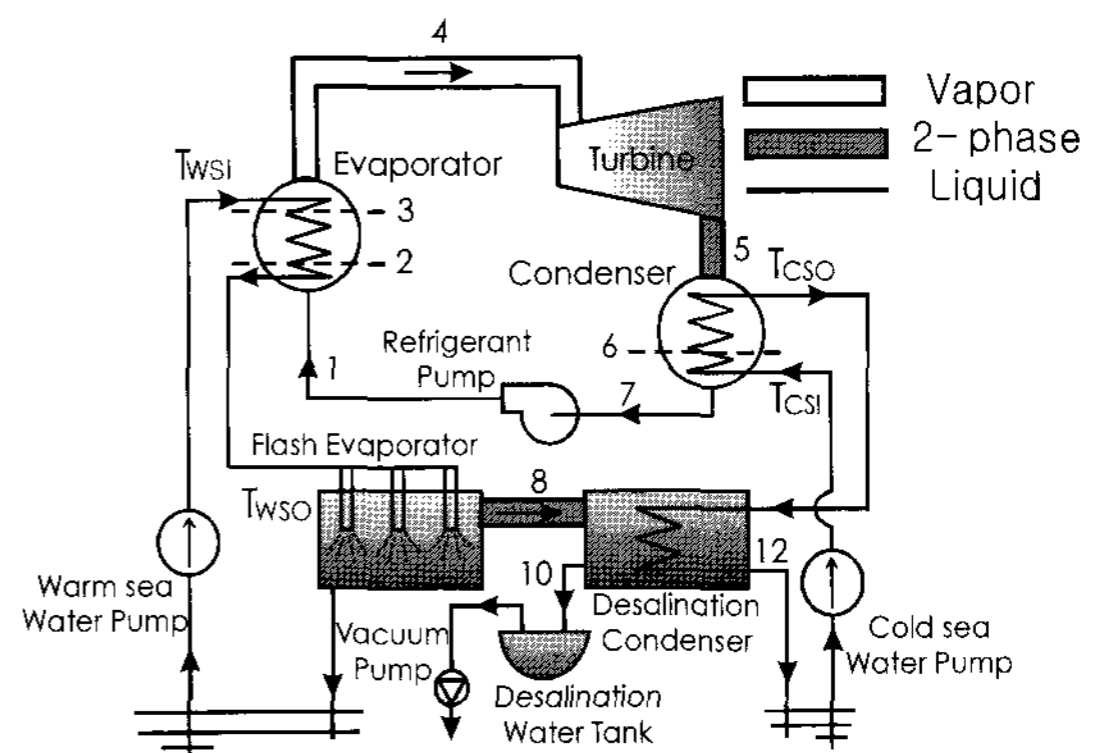 4
Vapor
2-phase
Liquid
Turbine
TWSI
Evaporator
3
2
5
Condenser
TCSO
6
TCSI
Refrigerant
Pump
1
7
Flash Evaporator
TWSO
8
10
12
Warm sea
Water Pump
Vacuum
Pump
Desalination
Condenser
Cold sea
Water Pump
Desalination
Water Tank